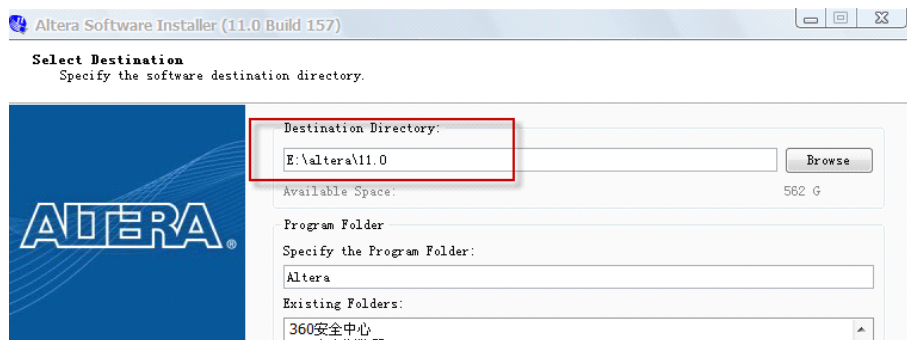 Altera Software Installer (11.0 Build 157)
Select Destination
Specify the software destination directory.
Destination Directory:
E:\altera\11.0
Browse
Available Space:
562 G
ALTERA®
Program Folder
Specify the Program Folder:
Altera
Existing Folders:
360安全中心